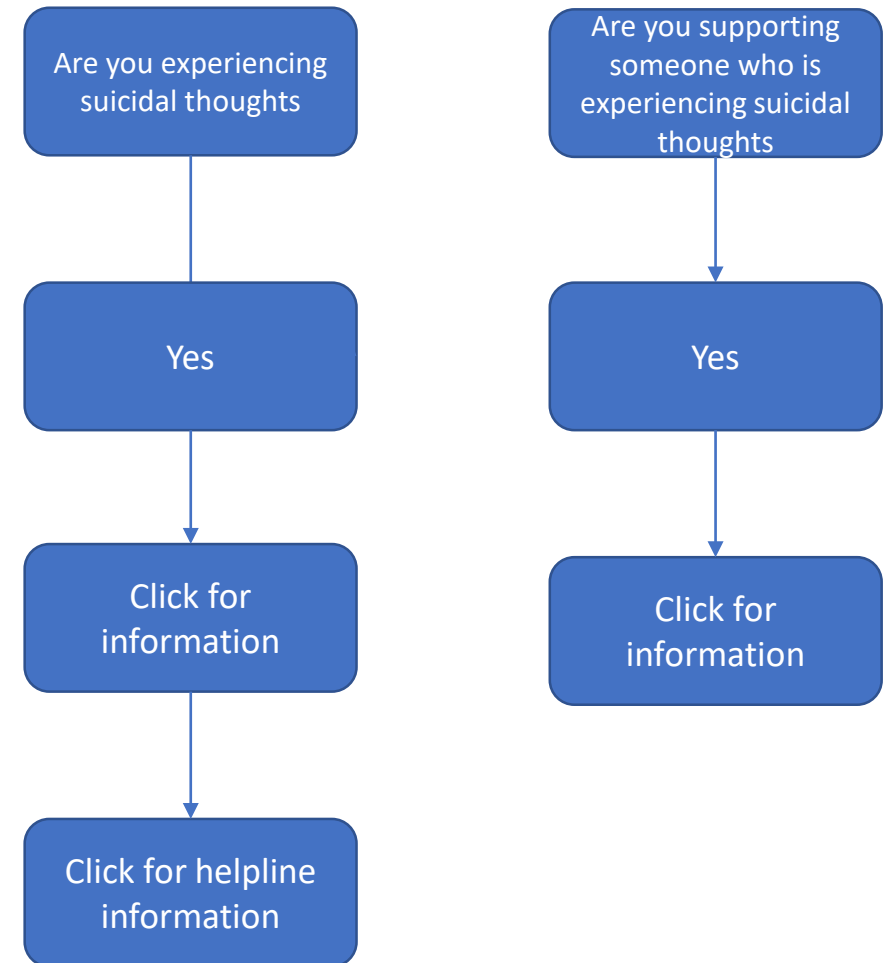 Are you experiencing
suicidal thoughts
Yes
Click for
information
Click for helpline
information
Are you supporting
someone who is
experiencing suicidal
thoughts
Yes
Click for
information